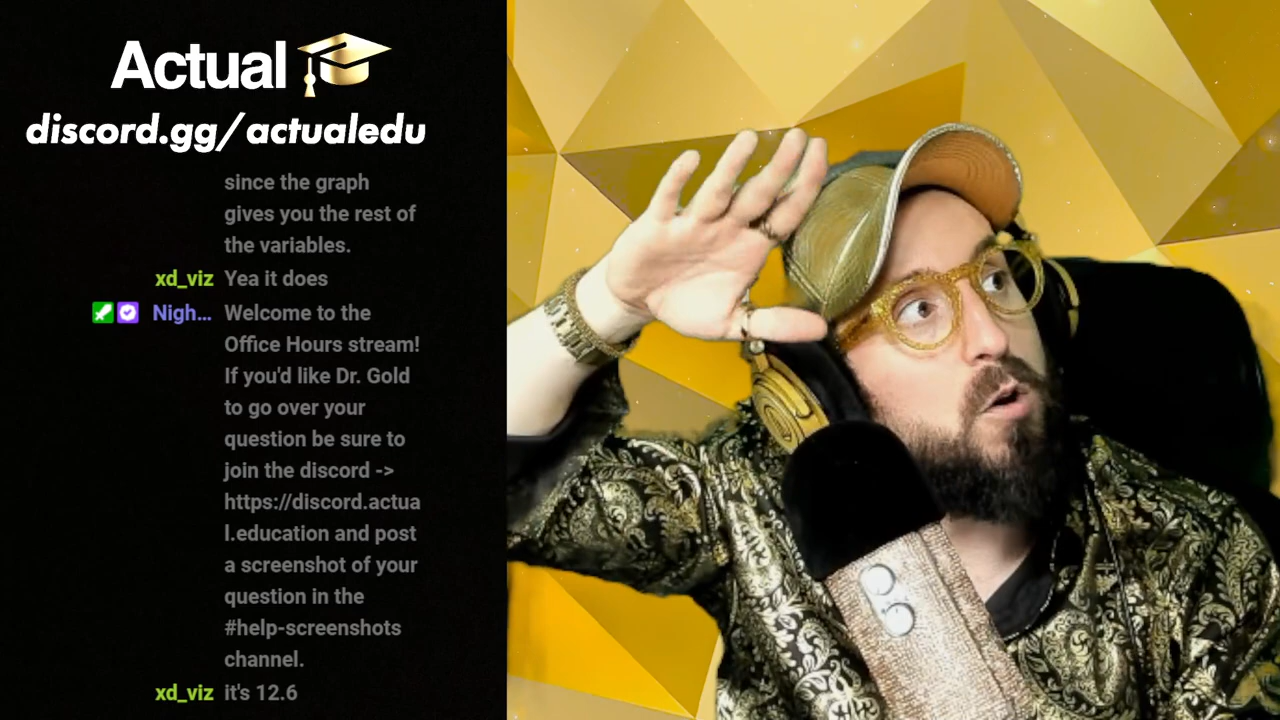 Actual
discord.gg/actualedu
since the graph
gives you the rest of
the variables.
xd_viz Yea it does
Nigh... Welcome to the
Office Hours stream!
If you'd like Dr. Gold
to go over your
question be sure to
join the discord ->
https://discord.actua
l.education and post
a screenshot of your
question in the
#help-screenshots
channel.
xd_viz it's 12.6